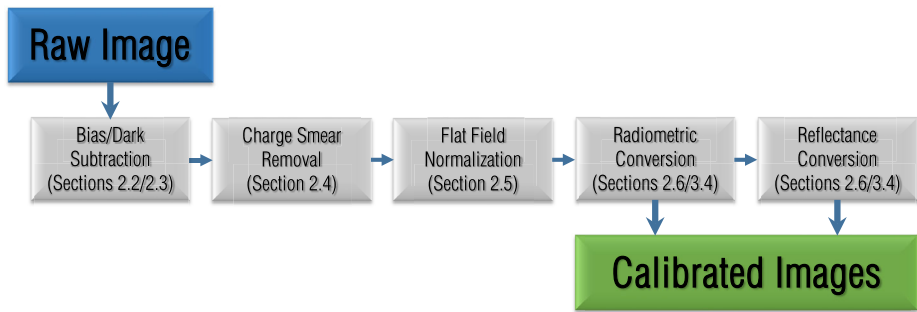 Raw Image
Bias/Dark
Subtraction
(Sections 2.2/2.3)
Charge Smear
Removal
(Section 2.4)
Flat Field
Normalization
(Section 2.5)
Radiometric
Conversion
(Sections 2.6/3.4)
Reflectance
Conversion
(Sections 2.6/3.4)
Calibrated Images